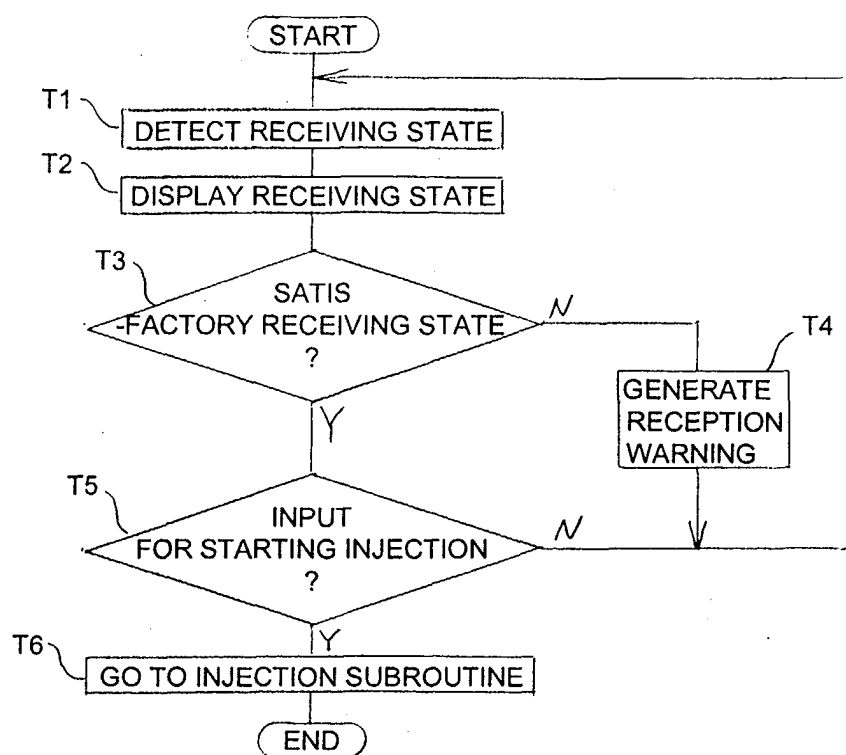 START
T1
DETECT RECEIVING STATE
T2
DISPLAY RECEIVING STATE
T3
SATIS
-FACTORY RECEIVING STATE
?
N
T4
GENERATE
RECEPTION
WARNING
Y
T5
INPUT
FOR STARTING INJECTION
?
N
Y
T6
GO TO INJECTION SUBROUTINE
END